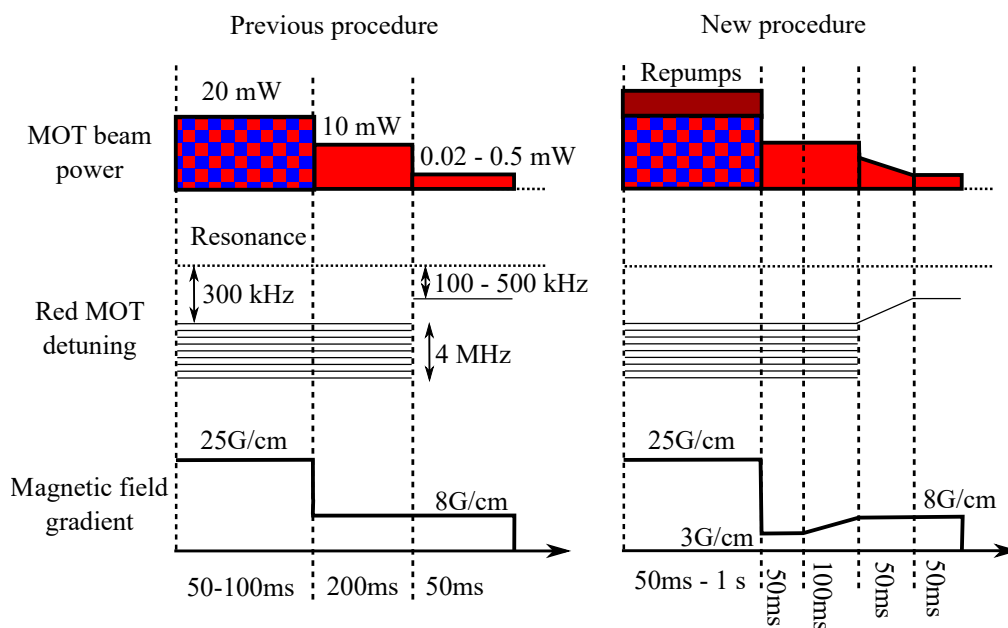 Previous procedure
New procedure
MOT beam
power
20 mW
10 mW
0.02 - 0.5 mW
Repumps
Resonance
Red MOT
detuning
300 kHz
100 - 500 kHz
4 MHz
Magnetic field
gradient
25G/cm
8G/cm
25G/cm
3G/cm
8G/cm
50-100ms
200ms
50ms
50ms - 1 s
50ms
100ms
50ms
50ms